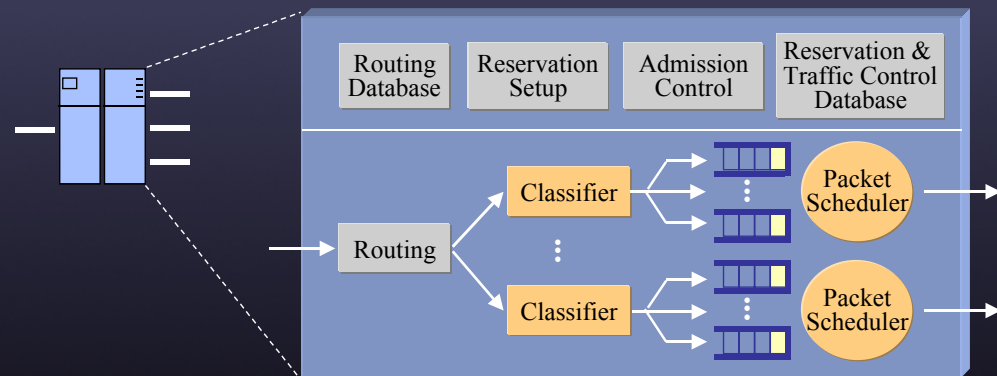 Routing
Database
Reservation
Setup
Admission
Control
Reservation &
Traffic Control
Database
Routing
Classifier
Packet
Scheduler
Classifier
Packet
Scheduler